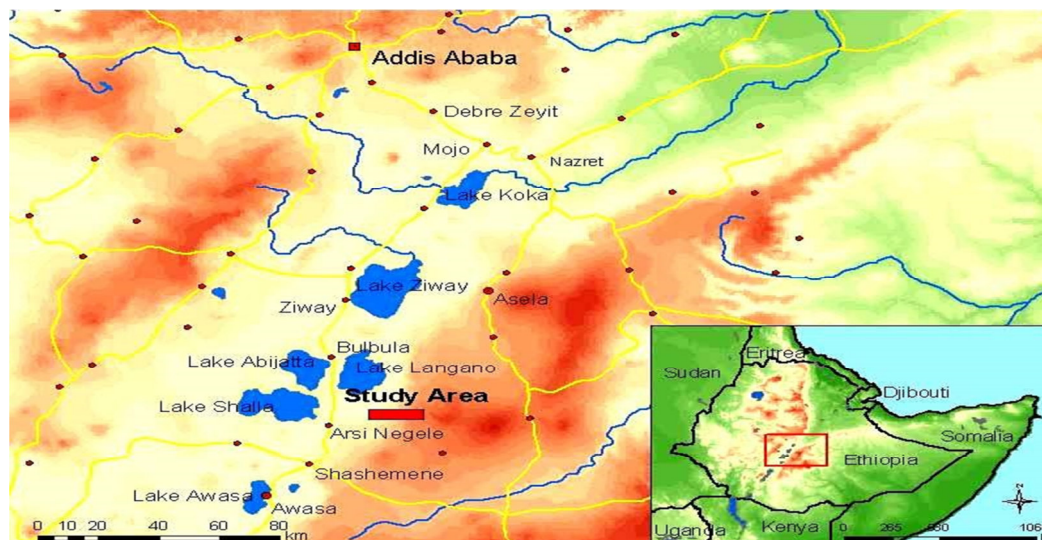 Addis Ababa
Debre Zeyit
Mojo
Nazret
Lake Koka
Lake Ziway
Ziway
Asela
Bulbula
Lake Abijatta
Lake Langano
Study Area
Lake Shalla
Arsi Negele
Shashemene
Lake Awasa
Awasa
0 10 20 40 60 80
km
Eritrea
Sudan
Djibouti
Somalia
Ethiopia
Uganda
Kenya
N
0 265 530 106